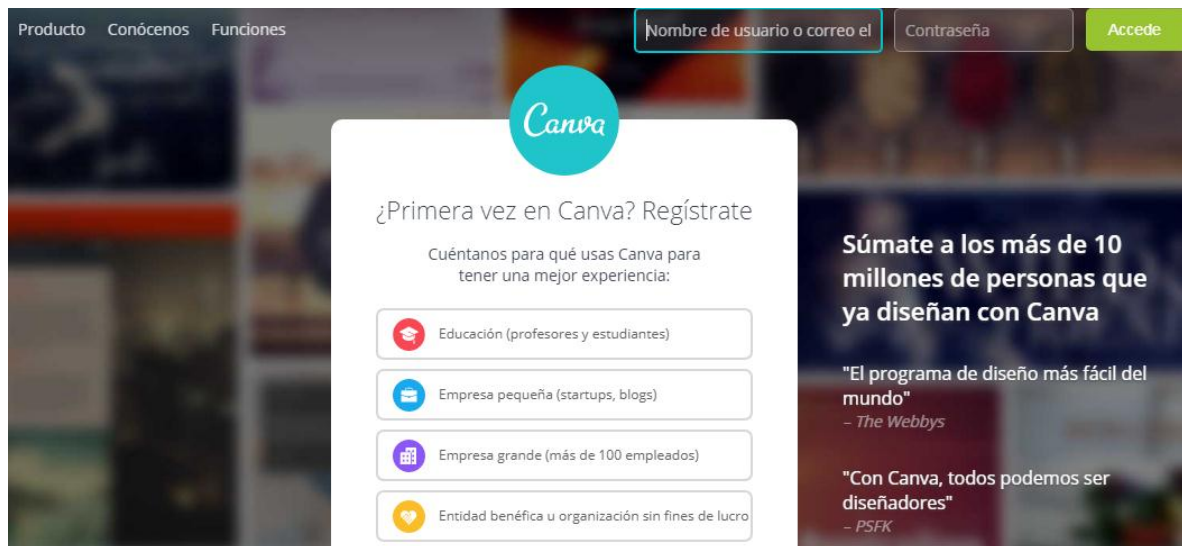 Producto Conócenos Funciones Nombre de usuario o correo el Contraseña Accede
Canva
¿Primera vez en Canva? Regístrate
Cuéntanos para qué usas Canva para
tener una mejor experiencia:
Educación (profesores y estudiantes)
Empresa pequeña (startups, blogs)
Empresa grande (más de 100 empleados)
Entidad benéfica u organización sin fines de lucro
Súmate a los más de 10
millones de personas que
ya diseñan con Canva
"El programa de diseño más fácil del
mundo"
– The Webbys
"Con Canva, todos podemos ser
diseñadores"
– PSFK